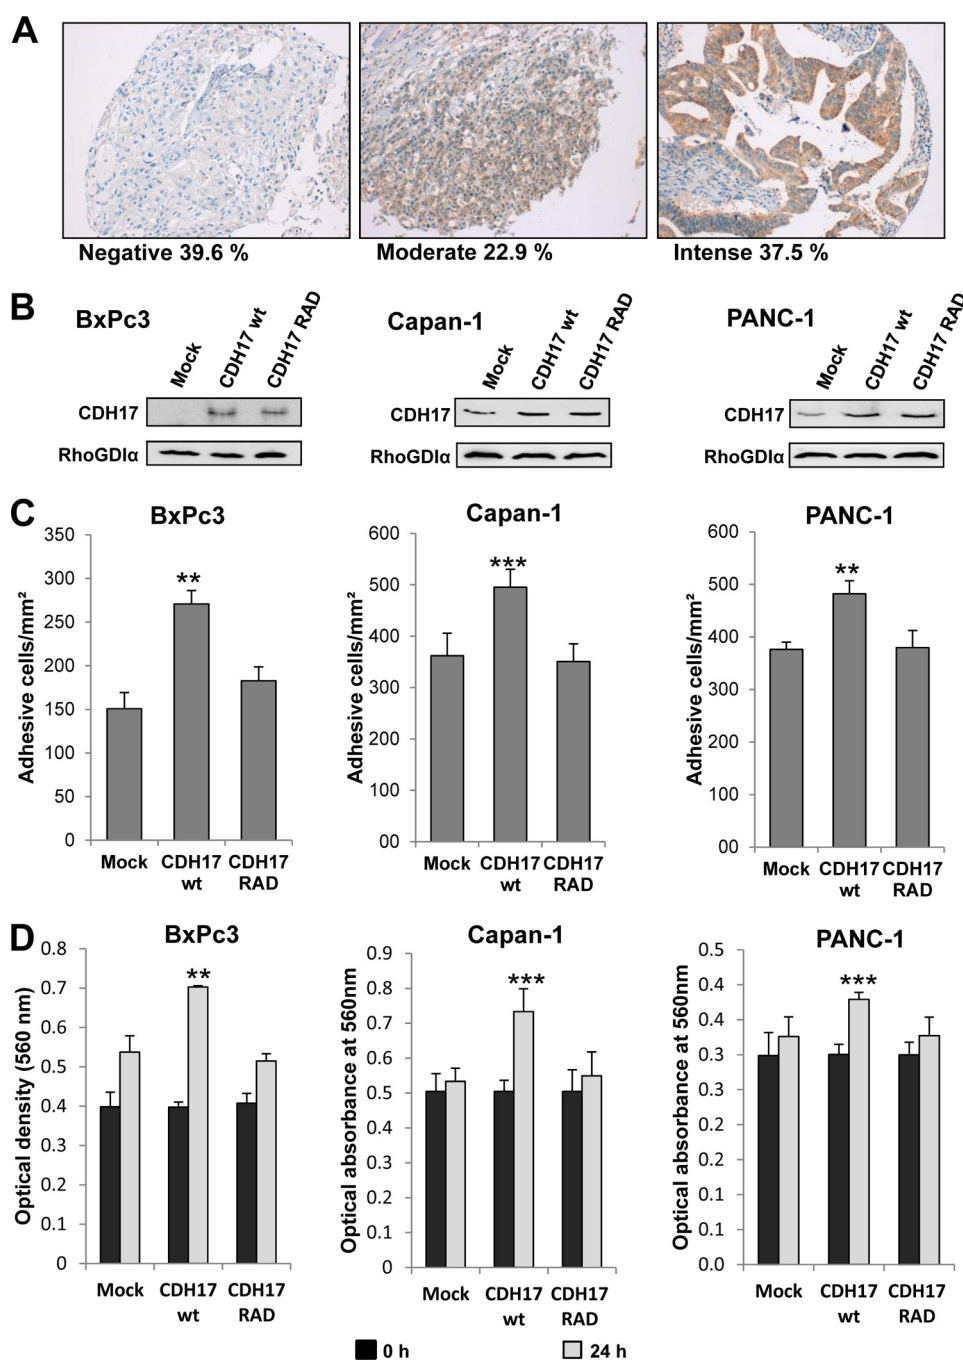 A
Negative 39.6 %
Moderate 22.9 %
Intense 37.5 %
B
BxPc3
Mock
CDH17 wt
CDH17 RAD
CDH17
RhoGDIα
Capan-1
Mock
CDH17 wt
CDH17 RAD
CDH17
RhoGDIα
PANC-1
Mock
CDH17 wt
CDH17 RAD
CDH17
RhoGDIα
C
BxPc3
Adhesive cells/mm²
350
300
250
200
150
100
50
0
**
Mock
CDH17
wt
CDH17
RAD
Capan-1
Adhesive cells/mm²
600
500
400
300
200
100
00
***
Mock
CDH17
wt
CDH17
RAD
PANC-1
Adhesive cells/mm²
600
500
400
300
200
100
00
**
Mock
CDH17
wt
CDH17
RAD
D
BxPc3
Optical density (560 nm)
0.8
0.7
0.6
0.5
0.4
0.3
0.2
0.1
0
**
Mock
CDH17
wt
CDH17
RAD
Capan-1
Optical absorbance at 560nm
0.9
0.8
0.7
0.6
0.5
0.4
0.3
0.2
0.1
0
***
Mock
CDH17
wt
CDH17
RAD
PANC-1
Optical absorbance at 560nm
0.5
0.4
0.4
0.3
0.3
0.2
0.2
0.1
0.1
0.0
***
Mock
CDH17
wt
CDH17
RAD
0 h
24 h